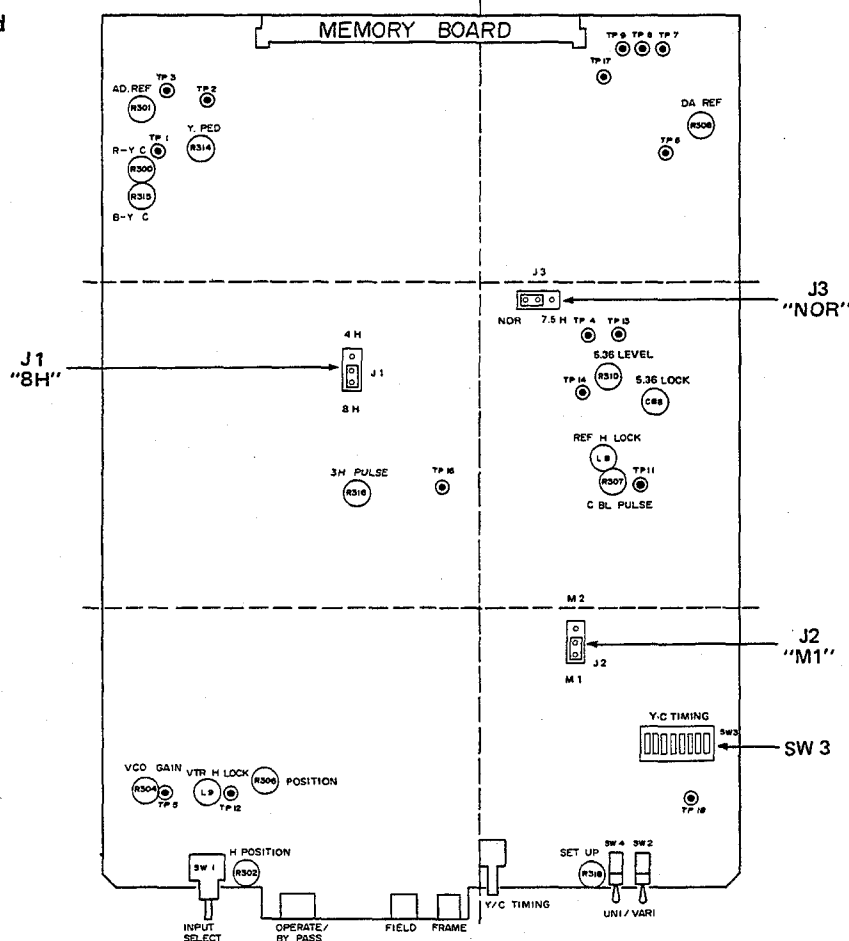 d
MEMORY BOARD
TP 9
TP 8
TP 7
TP 17
TP 3
AD. REF
R301
TP 2
DA REF
R308
Y. PED
R314
TP 1
R-Y C
R300
TP 6
R315
B-Y C
J3
J3
"NOR"
NOR
7.5 H
TP 4
TP 13
4 H
J1
"8H"
J1
8 H
5.36 LEVEL
R310
5.36 LOCK
TP 14
REF H LOCK
L 8
R307
TP 11
C BL PULSE
3H PULSE
R316
TP 16
M 2
J2
"M1"
J2
M 1
Y-C TIMING
SW3
SW 3
VCO GAIN
R304
TP 5
VTR H LOCK
L9
TP 12
R306
POSITION
TP 18
SW 1
H POSITION
R302
SET UP
R318
SW 4
SW 2
UNI / VARI
Y/C TIMING
INPUT
SELECT
OPERATE/
BY PASS
FIELD
FRAME